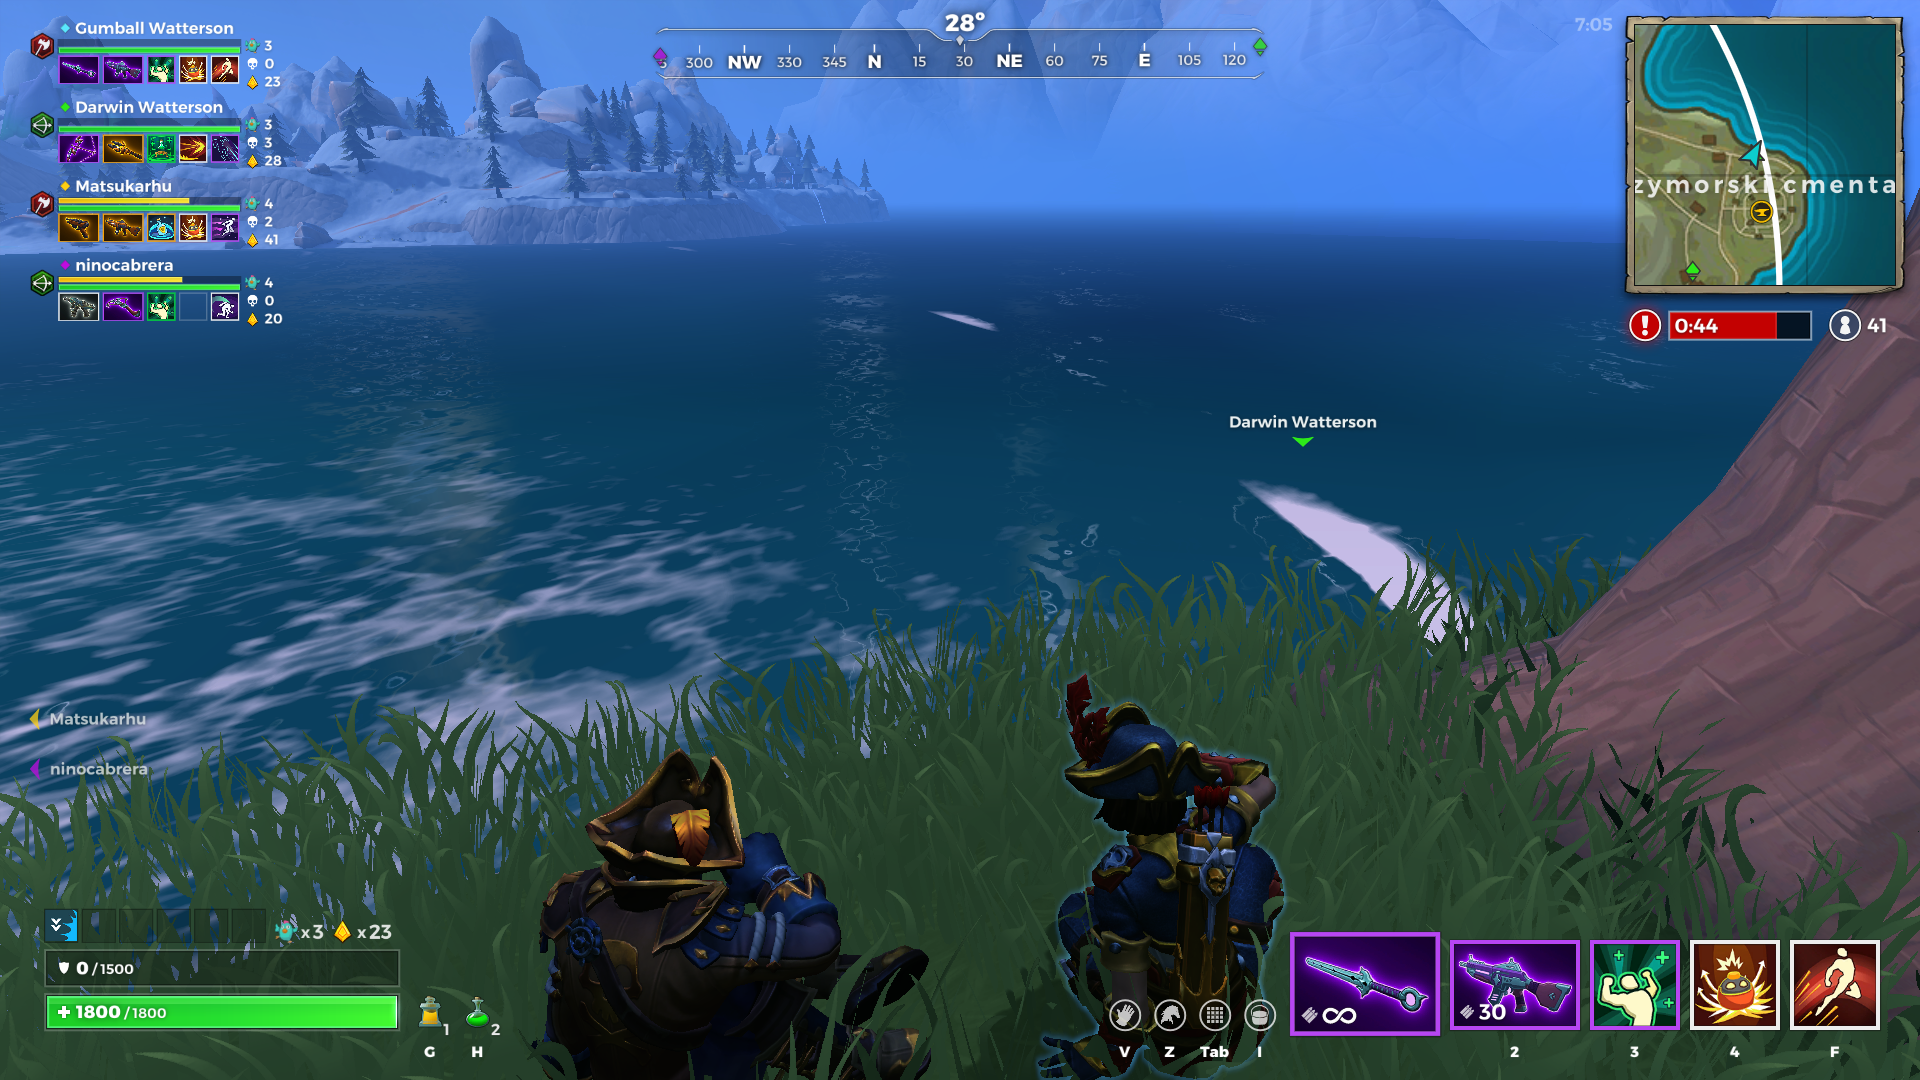 Gumball Watterson
3
0
23
Darwin Watterson
3
3
28
Matsukarhu
4
2
41
ninocabrera
4
0
20
28º
300 NW 330 345 N 15 30 NE 60 75 E 105 120
7:05
zymorski cmenta
0:44
41
Darwin Watterson
Matsukarhu
ninocabrera
x3 x23
0 / 1500
1800 / 1800
1 2
G H
V Z Tab I
∞ 30
2 3 4 F